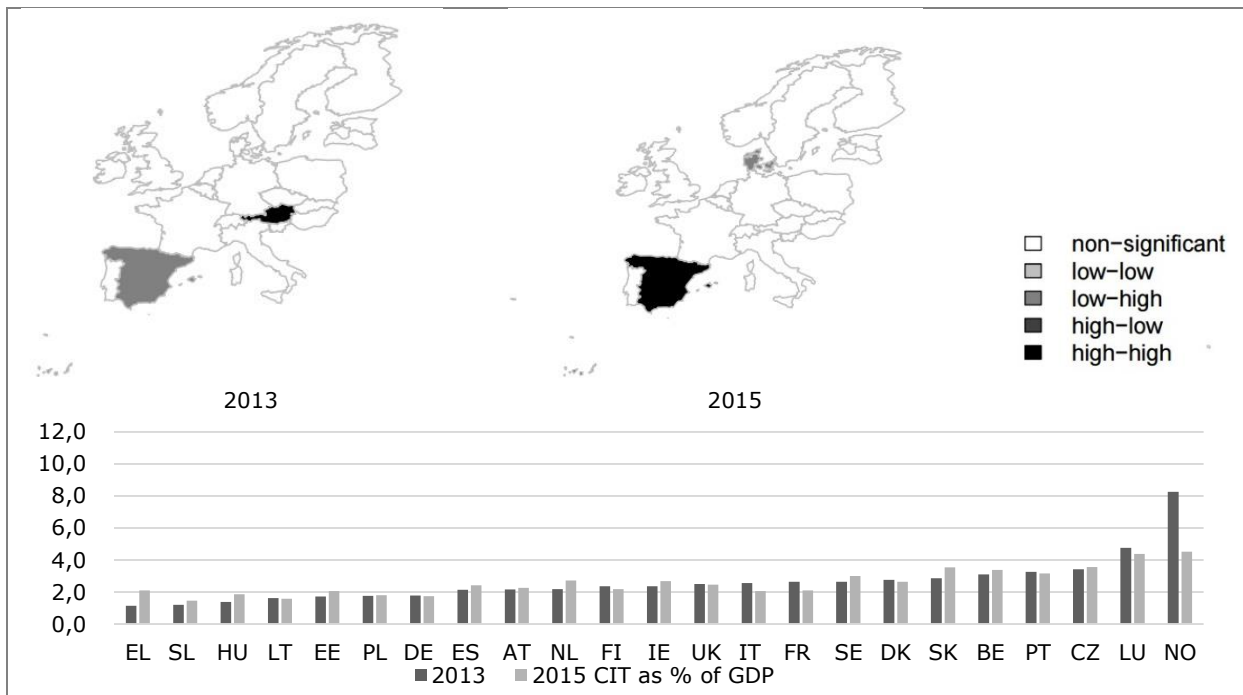 non−significant
low−low
low−high
high−low
high−high
2013 2015
12,0
10,0
8,0
6,0
4,0
2,0
0,0
EL SL HU LT EE PL DE ES AT NL FI IE UK IT FR SE DK SK BE PT CZ LU NO
2013 2015 CIT as % of GDP